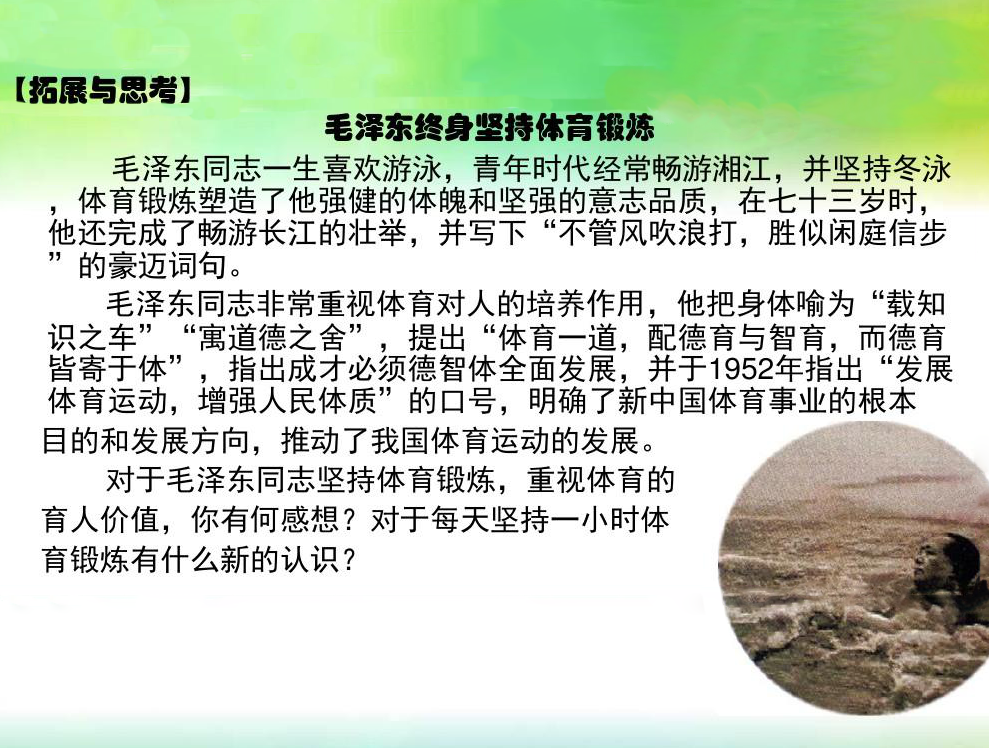 【拓展与思考】
毛泽东终身坚持体育锻炼
毛泽东同志一生喜欢游泳，青年时代经常畅游湘江，并坚持冬泳
，体育锻炼塑造了他强健的体魄和坚强的意志品质，在七十三岁时，
他还完成了畅游长江的壮举，并写下“不管风吹浪打，胜似闲庭信步
”的豪迈词句。
毛泽东同志非常重视体育对人的培养作用，他把身体喻为“载知
识之车”“寓道德之舍”，提出“体育一道，配德育与智育，而德育
皆寄于体”，指出成才必须德智体全面发展，并于1952年指出“发展
体育运动，增强人民体质”的口号，明确了新中国体育事业的根本
目的和发展方向，推动了我国体育运动的发展。
对于毛泽东同志坚持体育锻炼，重视体育的
育人价值，你有何感想？对于每天坚持一小时体
育锻炼有什么新的认识？